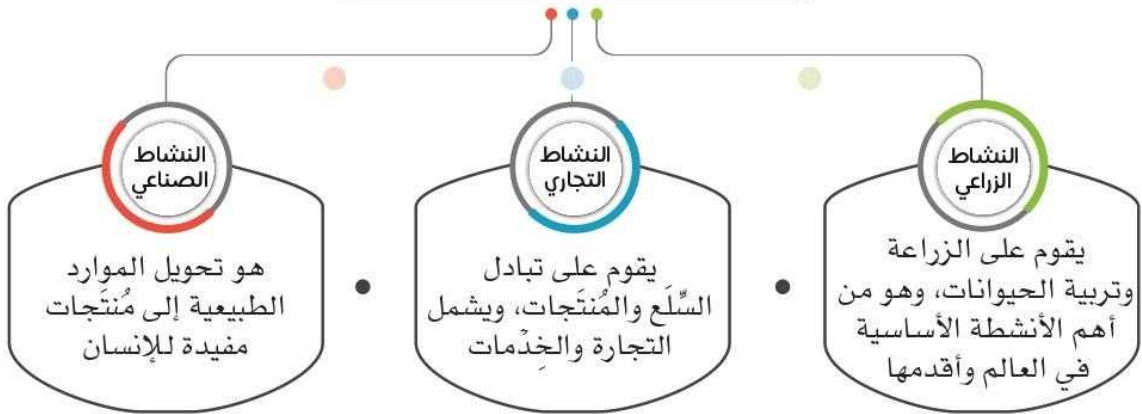 النشاط
الزراعي
يقوم على الزراعة
وتربية الحيوانات، وهو من
أهم الأنشطة الأساسية
في العالم وأقدمها
النشاط
التجاري
يقوم على تبادل
السِّلَع والمُنتَجات، ويشمل
التجارة والخِدْمات
النشاط
الصناعي
هو تحويل الموارد
الطبيعية إلى مُنتَجات
مفيدة للإنسان